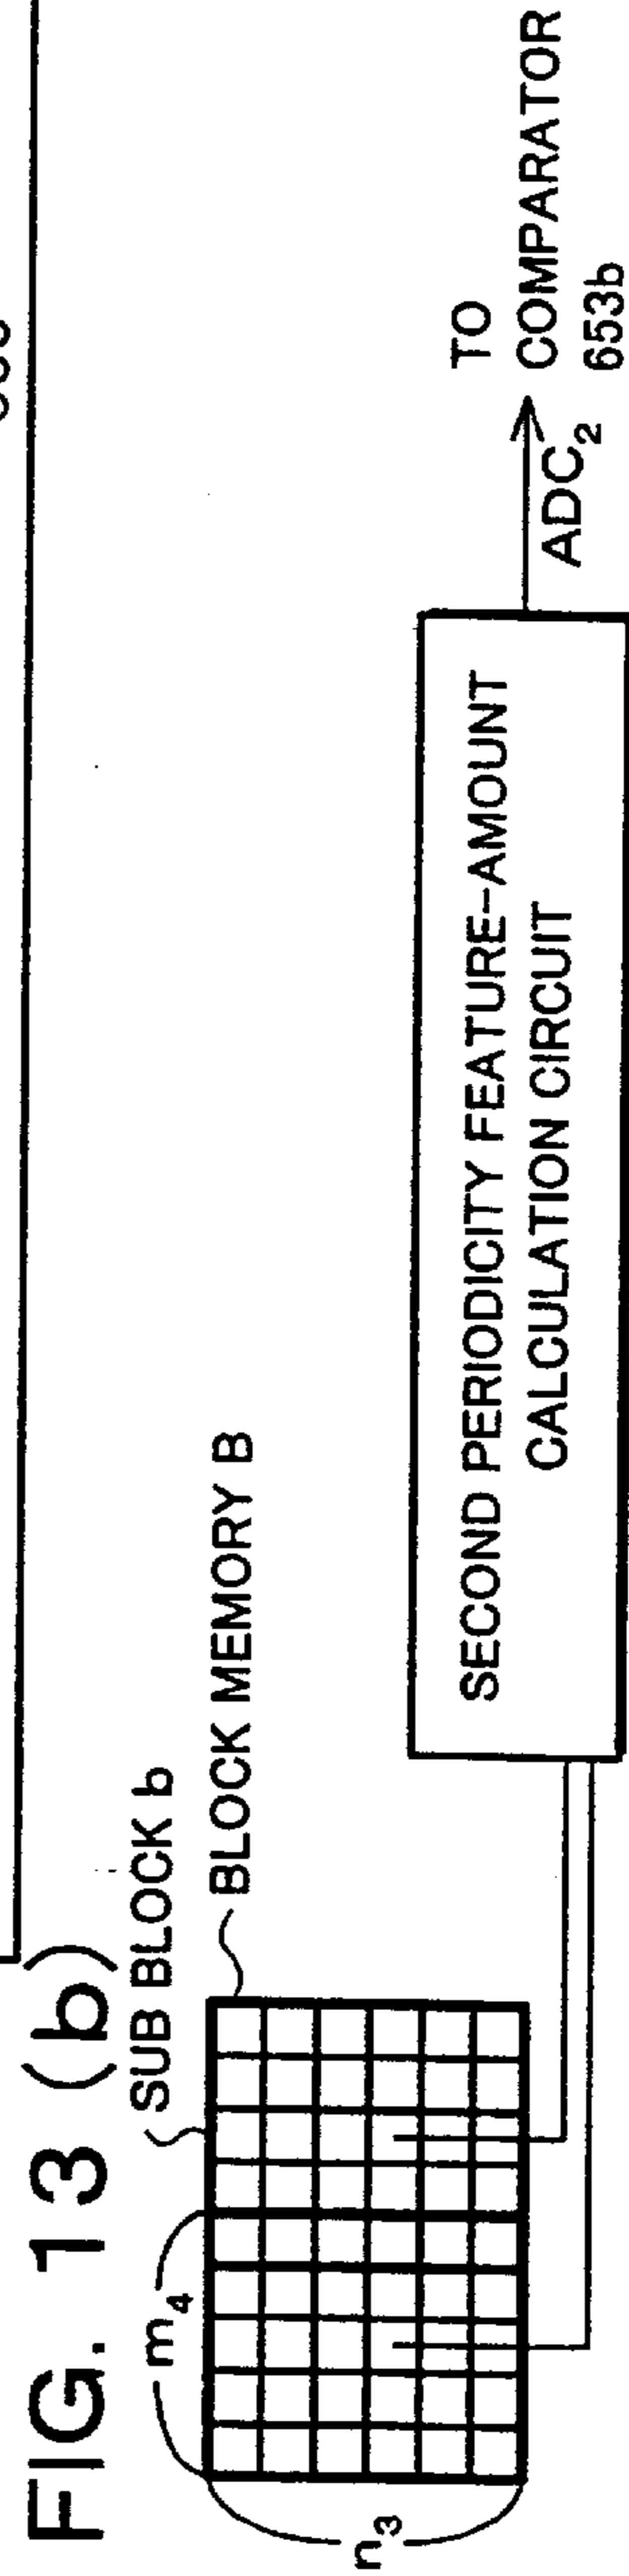 FIG. 13 (b)
SUB BLOCK b
BLOCK MEMORY B
m4
n3
SECOND PERIODICITY FEATURE-AMOUNT
CALCULATION CIRCUIT
ADC2
TO
COMPARATOR
653b